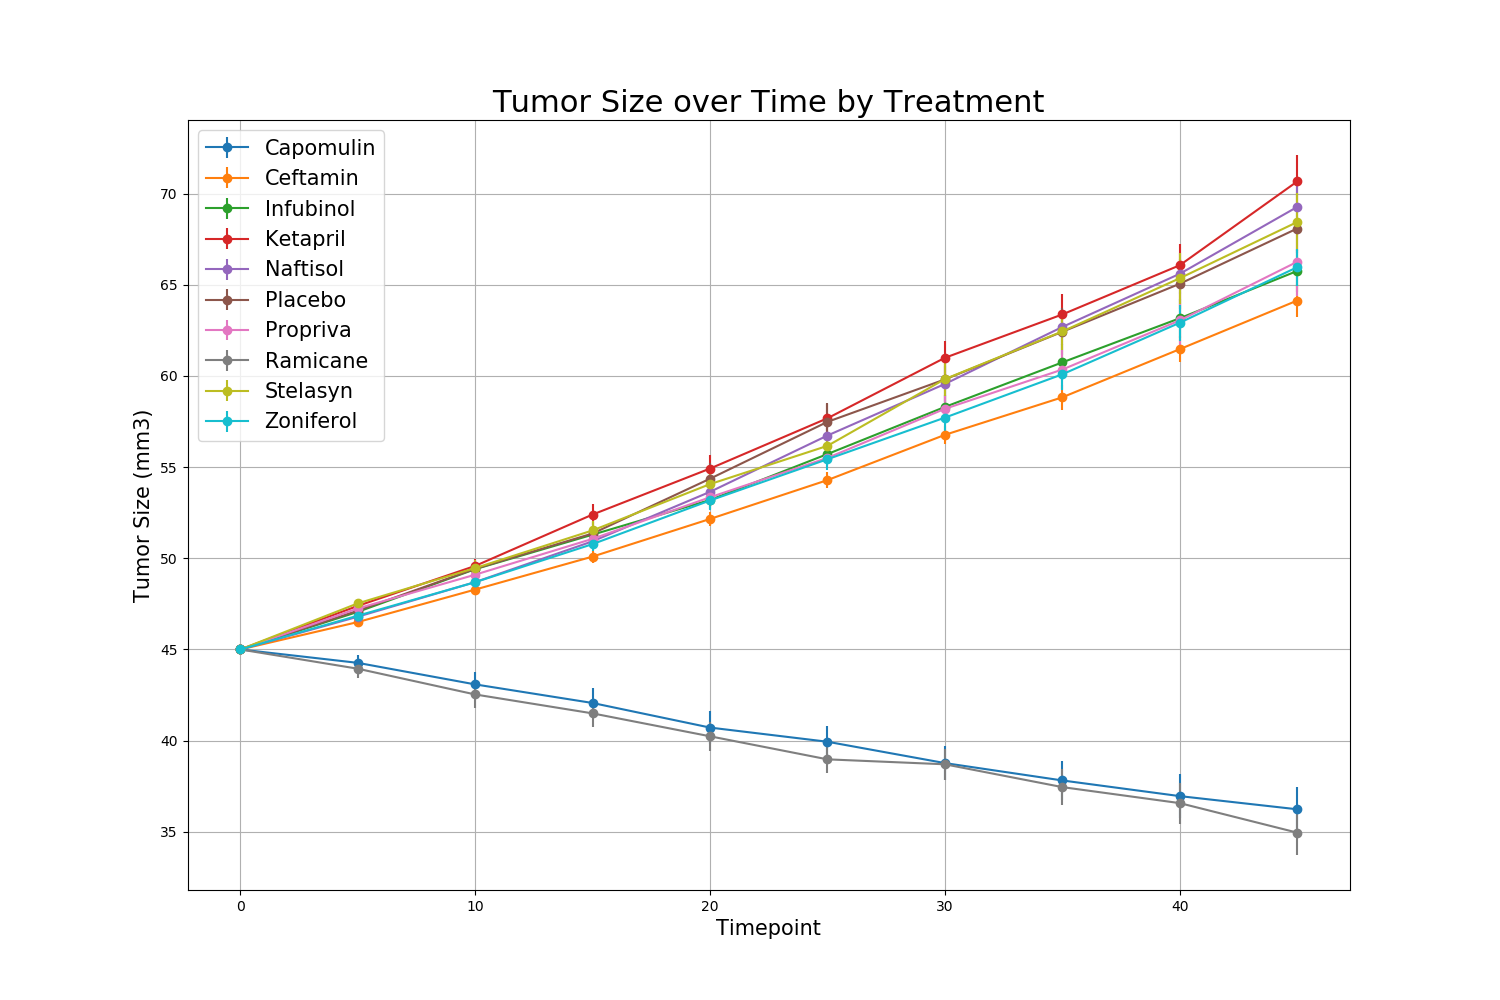 Tumor Size over Time by Treatment
Capomulin
Ceftamin
Infubinol
Ketapril
Naftisol
Placebo
Propriva
Ramicane
Stelasyn
Zoniferol
Tumor Size (mm3)
70
65
60
55
50
45
40
35
0 10 20 30 40
Timepoint